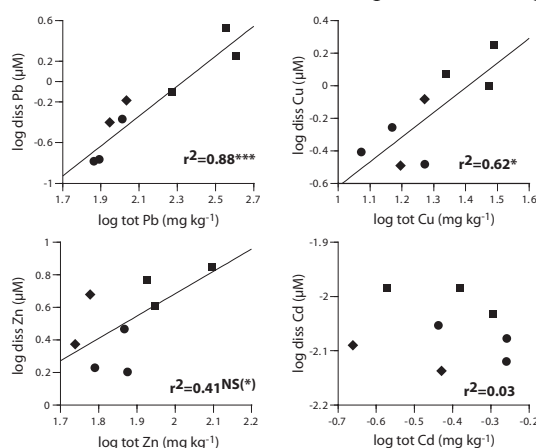 log diss Pb (µM)
0.6
0.2
0
-0.2
-0.6
-1
r²=0.88***
1.7 1.9 2.1 2.3 2.5 2.7
log tot Pb (mg kg⁻¹)
log diss Cu (µM)
0.4
0.2
0
-0.2
-0.4
-0.6
r²=0.62*
1 1.1 1.2 1.3 1.4 1.5 1.6
log tot Cu (mg kg⁻¹)
log diss Zn (µM)
1
0.8
0.6
0.4
0.2
0
r²=0.41NS(*)
1.7 1.8 1.9 2 2.1 2.2
log tot Zn (mg kg⁻¹)
log diss Cd (µM)
-1.9
-2
-2.1
-2.2
r²=0.03
-0.7 -0.6 -0.5 -0.4 -0.3 -0.2
log tot Cd (mg kg⁻¹)